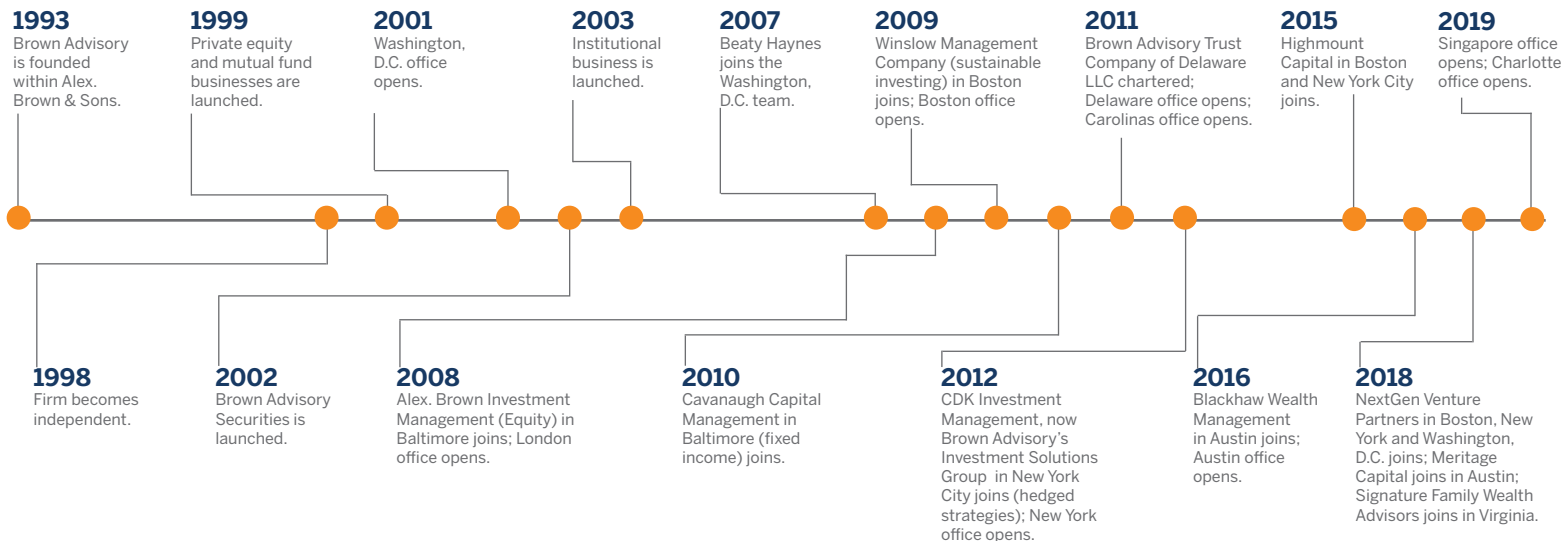 1993
Brown Advisory
is founded
within Alex.
Brown & Sons.
1999
Private equity
and mutual fund
businesses are
launched.
2001
Washington,
D.C. office
opens.
2003
Institutional
business is
launched.
2007
Beaty Haynes
joins the
Washington,
D.C. team.
2009
Winslow Management
Company (sustainable
investing) in Boston
joins; Boston office
opens.
2011
Brown Advisory Trust
Company of Delaware
LLC chartered;
Delaware office opens;
Carolinas office opens.
2015
Highmount
Capital in Boston
and New York City
joins.
2019
Singapore office
opens; Charlotte
office opens.
1998
Firm becomes
independent.
2002
Brown Advisory
Securities is
launched.
2008
Alex. Brown Investment
Management (Equity) in
Baltimore joins; London
office opens.
2010
Cavanaugh Capital
Management in
Baltimore (fixed
income) joins.
2012
CDK Investment
Management, now
Brown Advisory’s
Investment Solutions
Group in New York
City joins (hedged
strategies); New York
office opens.
2016
Blackhaw Wealth
Management
in Austin joins;
Austin office
opens.
2018
NextGen Venture
Partners in Boston, New
York and Washington,
D.C. joins; Meritage
Capital joins in Austin;
Signature Family Wealth
Advisors joins in Virginia.